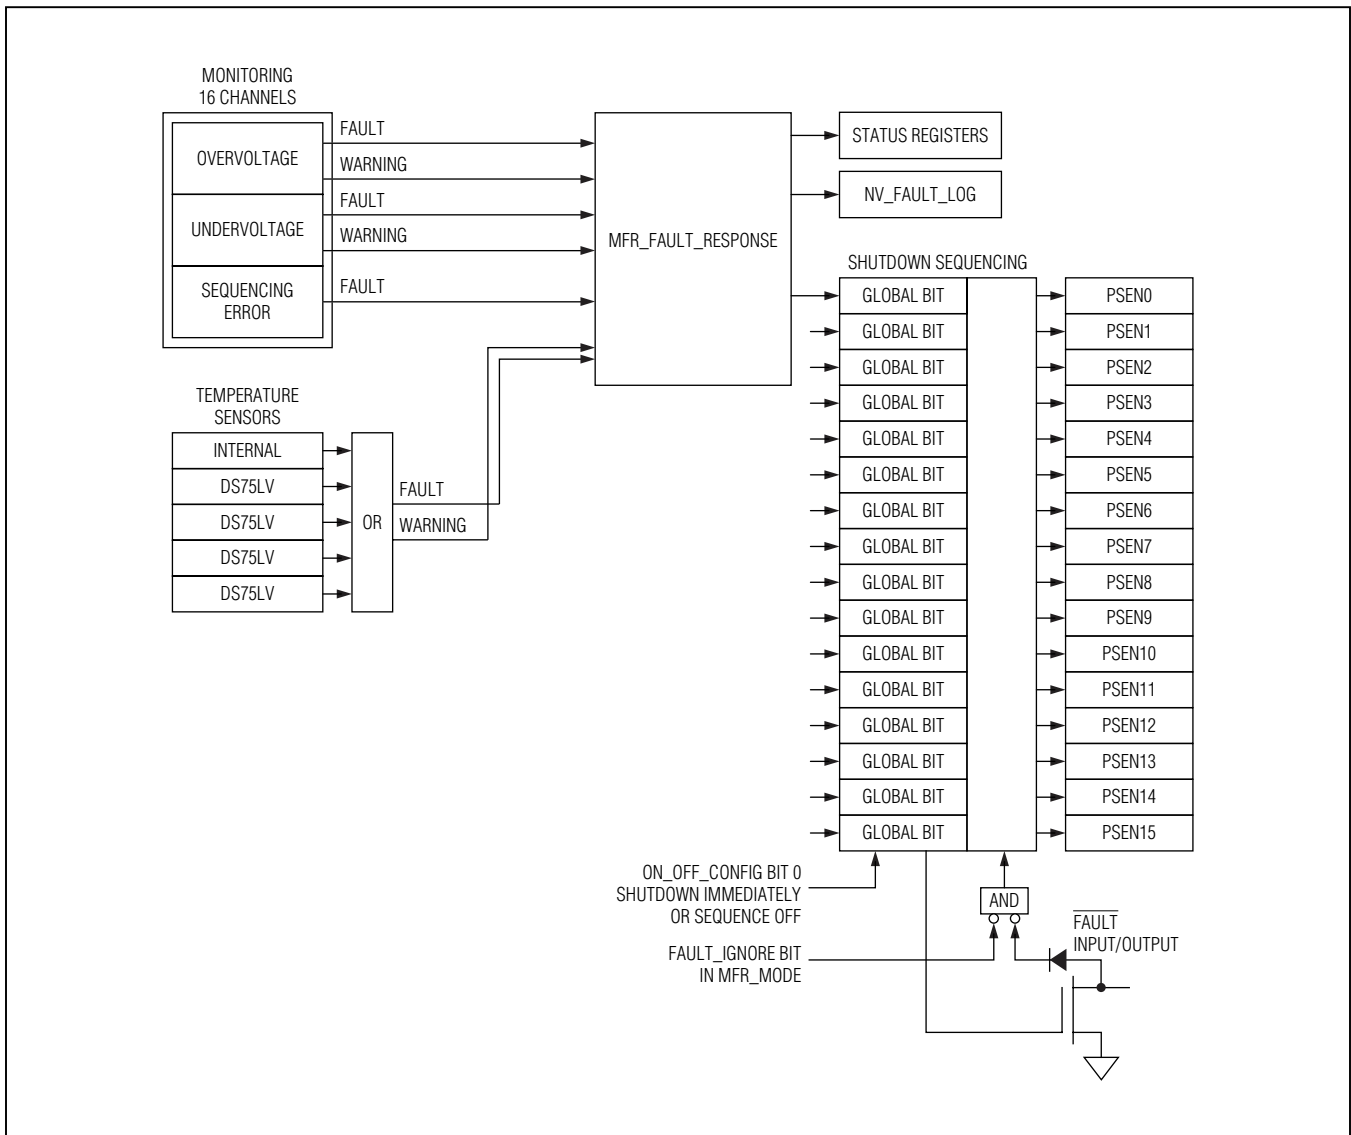 MONITORING
16 CHANNELS
OVERVOLTAGE
UNDERVOLTAGE
SEQUENCING
ERROR
FAULT
WARNING
FAULT
WARNING
FAULT
TEMPERATURE
SENSORS
INTERNAL
DS75LV
DS75LV
DS75LV
DS75LV
OR
FAULT
WARNING
MFR_FAULT_RESPONSE
STATUS REGISTERS
NV_FAULT_LOG
SHUTDOWN SEQUENCING
GLOBAL BIT
PSEN0
GLOBAL BIT
PSEN1
GLOBAL BIT
PSEN2
GLOBAL BIT
PSEN3
GLOBAL BIT
PSEN4
GLOBAL BIT
PSEN5
GLOBAL BIT
PSEN6
GLOBAL BIT
PSEN7
GLOBAL BIT
PSEN8
GLOBAL BIT
PSEN9
GLOBAL BIT
PSEN10
GLOBAL BIT
PSEN11
GLOBAL BIT
PSEN12
GLOBAL BIT
PSEN13
GLOBAL BIT
PSEN14
GLOBAL BIT
PSEN15
ON_OFF_CONFIG BIT 0
SHUTDOWN IMMEDIATELY
OR SEQUENCE OFF
AND
FAULT_IGNORE BIT
IN MFR_MODE
FAULT
INPUT/OUTPUT